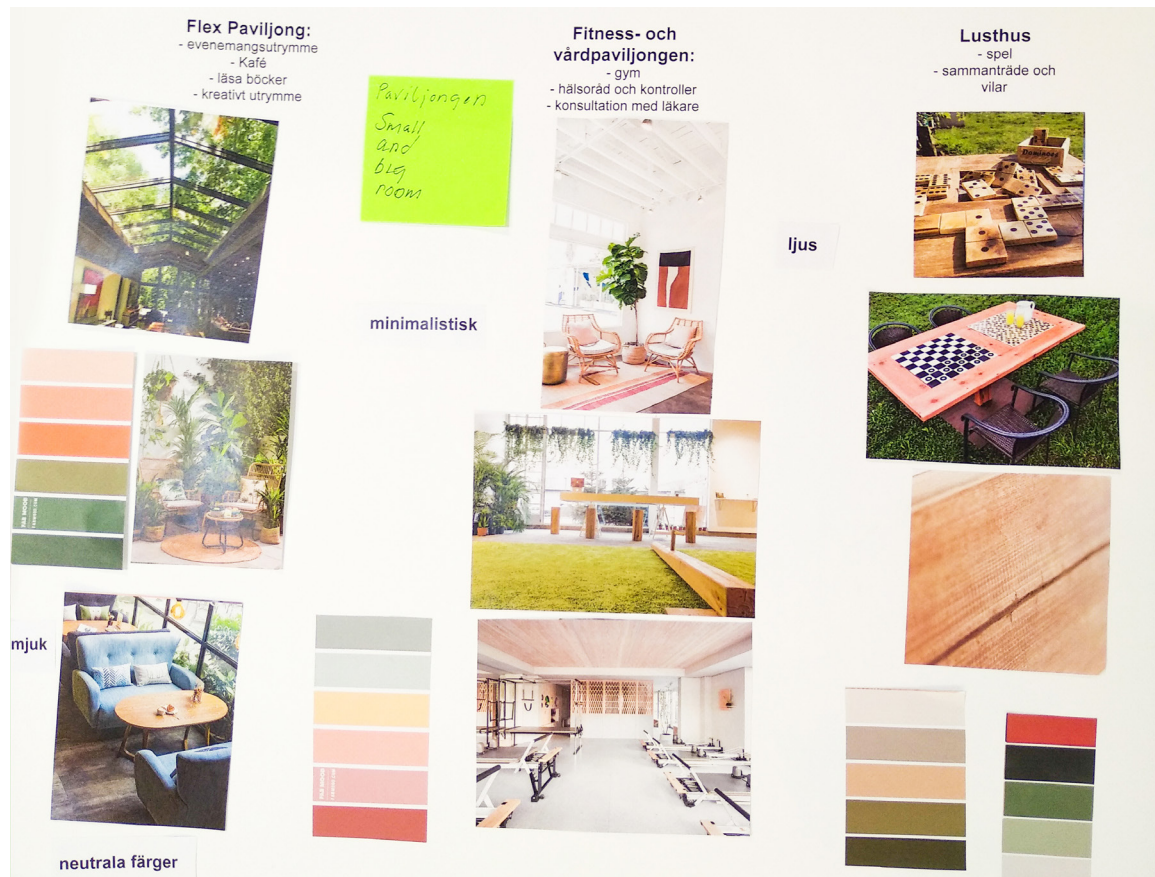 Flex Paviljong:
- evenemangsutrymme
- Kafé
- läsa böcker
- kreativt utrymme
Paviljongen
Small
and
big
room
Fitness- och
vårdpaviljongen:
- gym
- hälsoråd och kontroller
- konsultation med läkare
Lusthus
- spel
- sammanträde och
vilar
Dominoes
ljus
minimalistisk
mjuk
neutrala färger